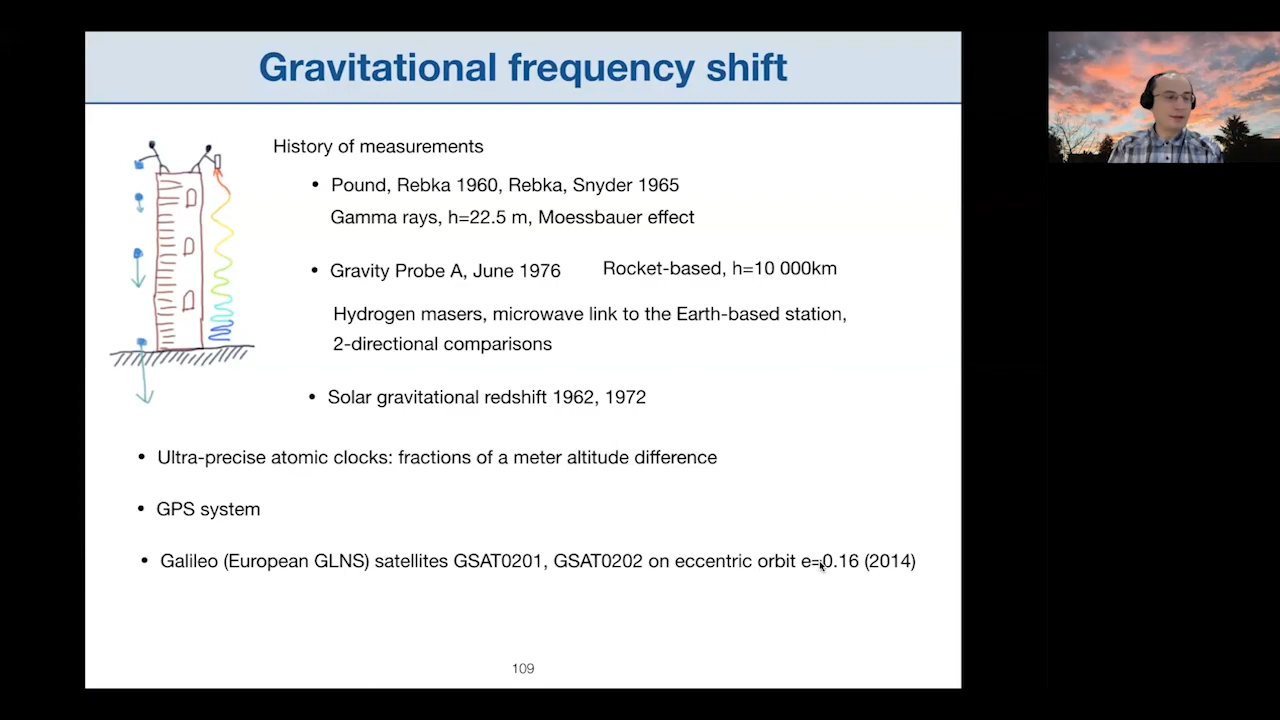 Gravitational frequency shift
History of measurements
• Pound, Rebka 1960, Rebka, Snyder 1965
Gamma rays, h=22.5 m, Moessbauer effect
• Gravity Probe A, June 1976 Rocket-based, h=10 000km
Hydrogen masers, microwave link to the Earth-based station,
2-directional comparisons
• Solar gravitational redshift 1962, 1972
• Ultra-precise atomic clocks: fractions of a meter altitude difference
• GPS system
• Galileo (European GLNS) satellites GSAT0201, GSAT0202 on eccentric orbit e=0.16 (2014)
109